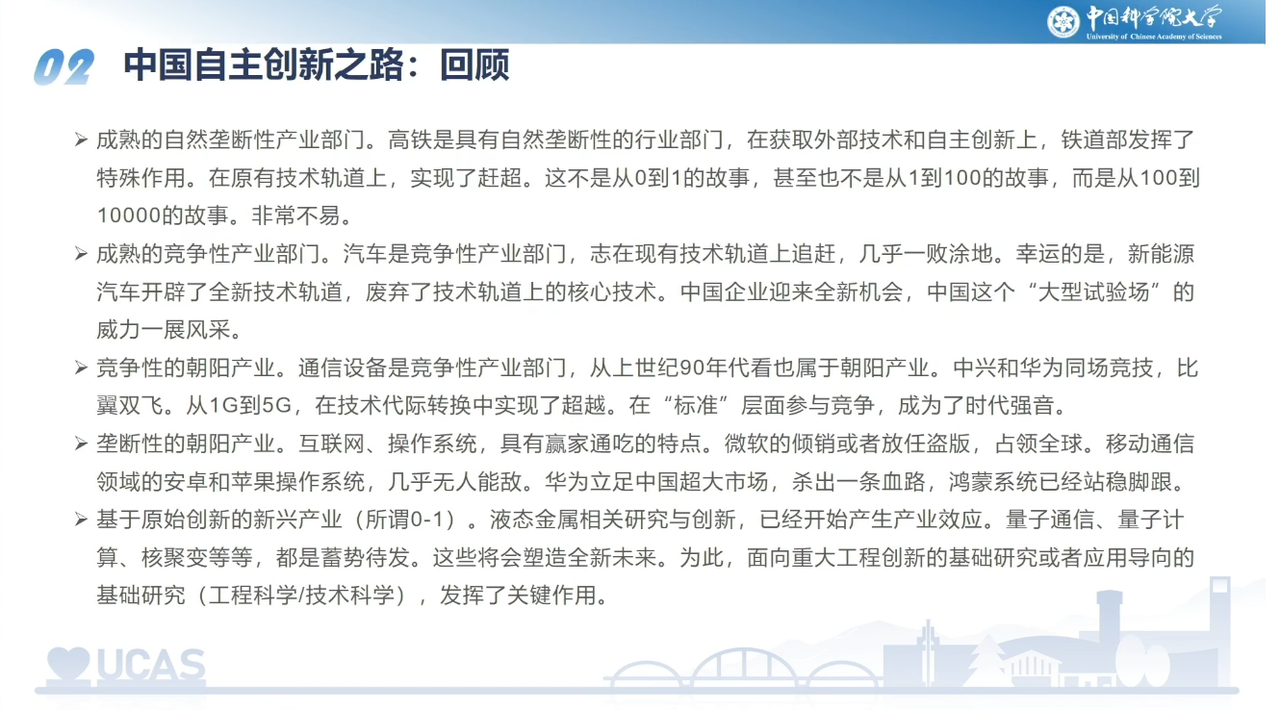 中国科学院大学
University of Chinese Academy of Sciences
02 中国自主创新之路：回顾
➢ 成熟的自然垄断性产业部门。高铁是具有自然垄断性的行业部门，在获取外部技术和自主创新上，铁道部发挥了
特殊作用。在原有技术轨道上，实现了赶超。这不是从0到1的故事，甚至也不是从1到100的故事，而是从100到
10000的故事。非常不易。
➢ 成熟的竞争性产业部门。汽车是竞争性产业部门，志在现有技术轨道上追赶，几乎一败涂地。幸运的是，新能源
汽车开辟了全新技术轨道，废弃了技术轨道上的核心技术。中国企业迎来全新机会，中国这个“大型试验场”的
威力一展风采。
➢ 竞争性的朝阳产业。通信设备是竞争性产业部门，从上世纪90年代看也属于朝阳产业。中兴和华为同场竞技，比
翼双飞。从1G到5G，在技术代际转换中实现了超越。在“标准”层面参与竞争，成为了时代强音。
➢ 垄断性的朝阳产业。互联网、操作系统，具有赢家通吃的特点。微软的倾销或者放任盗版，占领全球。移动通信
领域的安卓和苹果操作系统，几乎无人能敌。华为立足中国超大市场，杀出一条血路，鸿蒙系统已经站稳脚跟。
➢ 基于原始创新的新兴产业（所谓0-1）。液态金属相关研究与创新，已经开始产生产业效应。量子通信、量子计
算、核聚变等等，都是蓄势待发。这些将会塑造全新未来。为此，面向重大工程创新的基础研究或者应用导向的
基础研究（工程科学/技术科学），发挥了关键作用。
UCAS